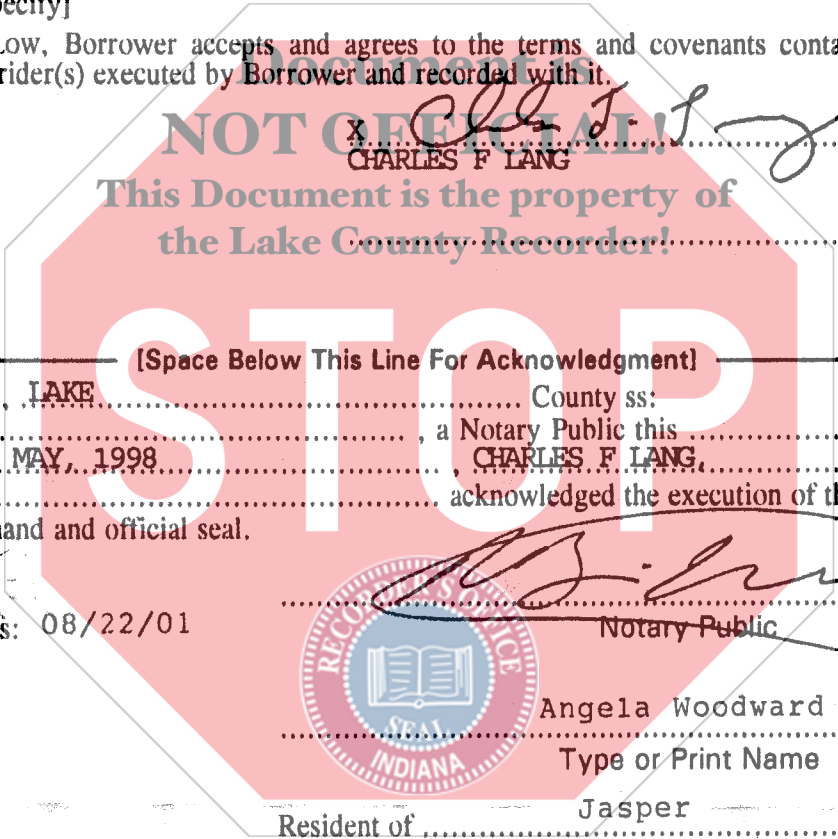 pecify]
low, Borrower accepts and agrees to the terms and covenants conta
rider(s) executed by Borrower and recorded with it.
Document is
NOT OFFICIAL!
This Document is the property of
the Lake County Recorder!
X Charles F. Lang
CHARLES F LANG
STOP
[Space Below This Line For Acknowledgment]
, LAKE County ss:
, a Notary Public this
MAY, 1998 , CHARLES F LANG,
acknowledged the execution of th
and and official seal.
s: 08/22/01
Notary Public
RECORDER'S OFFICE
SEAL
INDIANA
Angela Woodward
Type or Print Name
Jasper
Resident of